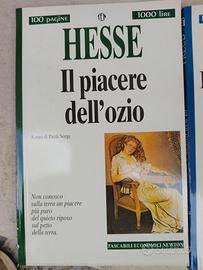 100 pagine
1000 lire
HESSE
Il piacere
dell'ozio
A cura di Paola Sorge
Non conosco
sulla terra un piacere
più puro
del quieto riposo
sul petto
della terra.
TASCABILI ECONOMICI NEWTON